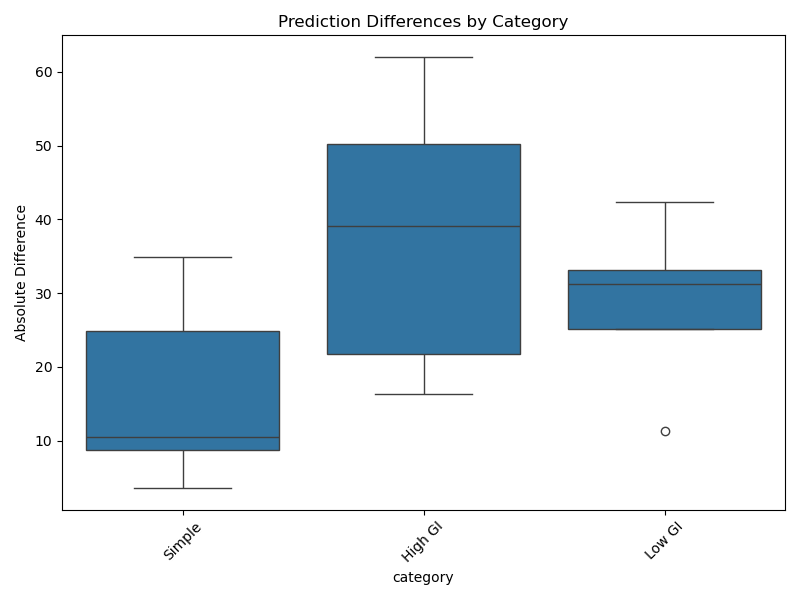 Prediction Differences by Category
Absolute Difference
60
50
40
30
20
10
Simple
High GI
Low GI
category